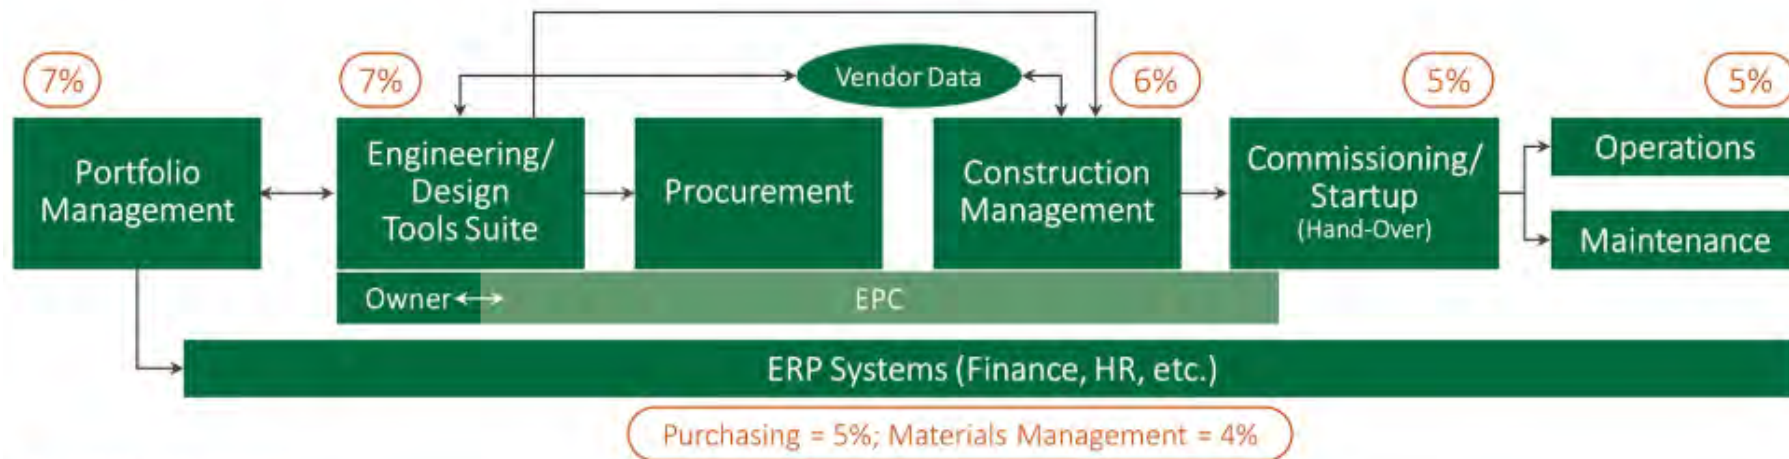 7%
7%
Vendor Data
6%
5%
5%
Portfolio
Management
Engineering/
Design
Tools Suite
Procurement
Construction
Management
Commissioning/
Startup
(Hand-Over)
Operations
Maintenance
Owner
EPC
ERP Systems (Finance, HR, etc.)
Purchasing = 5%; Materials Management = 4%